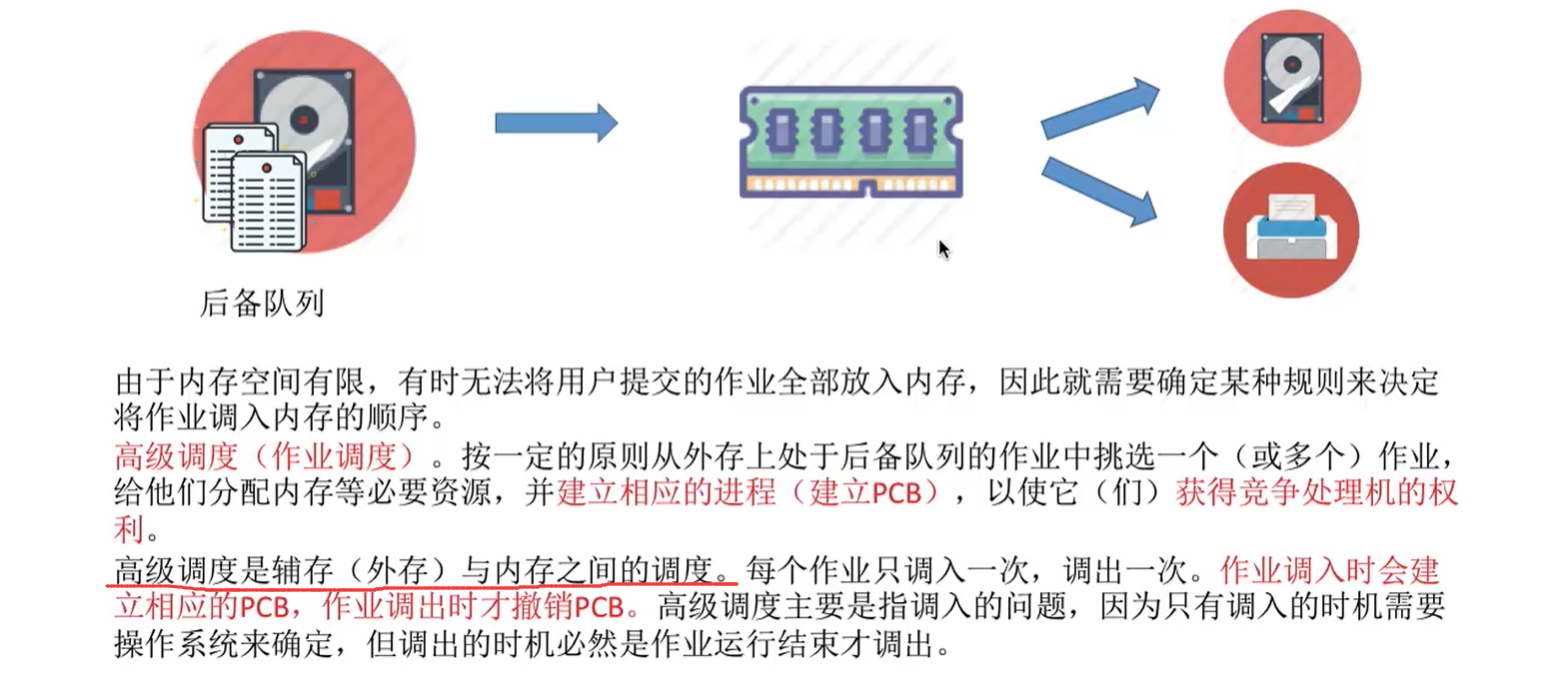 后备队列
由于内存空间有限，有时无法将用户提交的作业全部放入内存，因此就需要确定某种规则来决定
将作业调入内存的顺序。
高级调度（作业调度）。按一定的原则从外存上处于后备队列的作业中挑选一个（或多个）作业，
给他们分配内存等必要资源，并建立相应的进程（建立PCB），以使它（们）获得竞争处理机的权
利。
高级调度是辅存（外存）与内存之间的调度。每个作业只调入一次，调出一次。作业调入时会建
立相应的PCB，作业调出时才撤销PCB。高级调度主要是指调入的问题，因为只有调入的时机需要
操作系统来确定，但调出的时机必然是作业运行结束才调出。